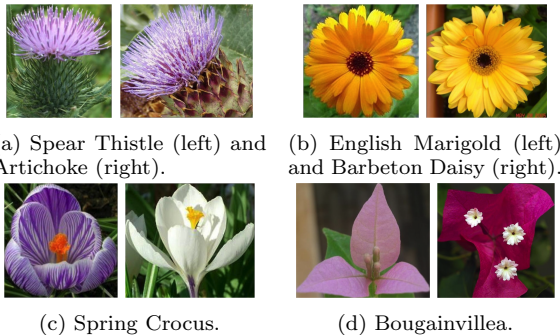 a) Spear Thistle (left) and
Artichoke (right).
(b) English Marigold (left)
and Barbeton Daisy (right).
(c) Spring Crocus.
(d) Bougainvillea.